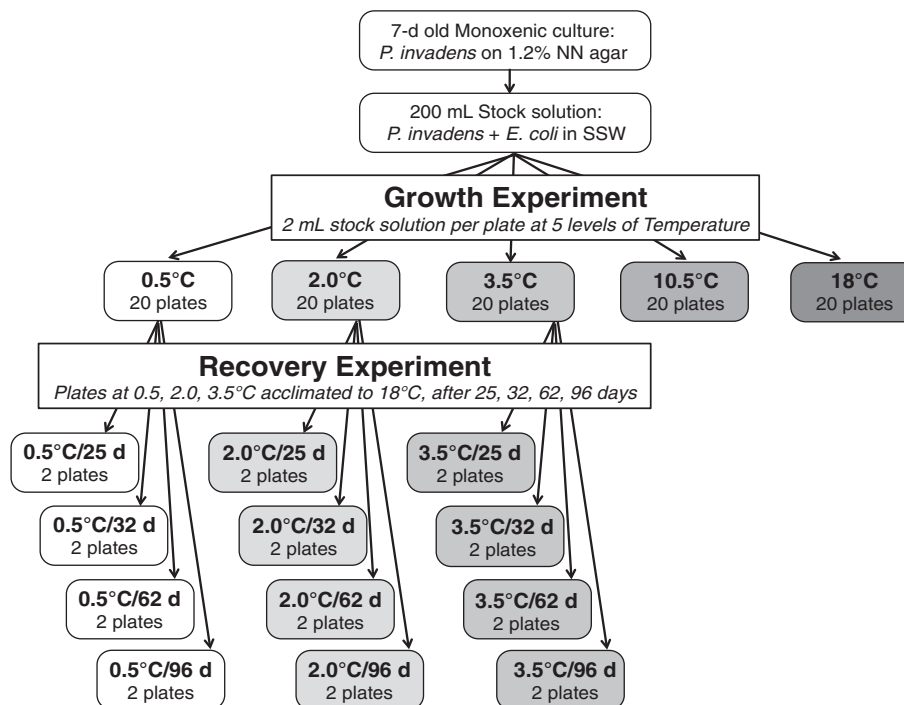 7-d old Monoxenic culture:
P. invadens on 1.2% NN agar
200 mL Stock solution:
P. invadens + E. coli in SSW
Growth Experiment
2 mL stock solution per plate at 5 levels of Temperature
0.5°C
20 plates
2.0°C
20 plates
3.5°C
20 plates
10.5°C
20 plates
18°C
20 plates
Recovery Experiment
Plates at 0.5, 2.0, 3.5°C acclimated to 18°C, after 25, 32, 62, 96 days
0.5°C/25 d
2 plates
2.0°C/25 d
2 plates
3.5°C/25 d
2 plates
0.5°C/32 d
2 plates
2.0°C/32 d
2 plates
3.5°C/32 d
2 plates
0.5°C/62 d
2 plates
2.0°C/62 d
2 plates
3.5°C/62 d
2 plates
0.5°C/96 d
2 plates
2.0°C/96 d
2 plates
3.5°C/96 d
2 plates